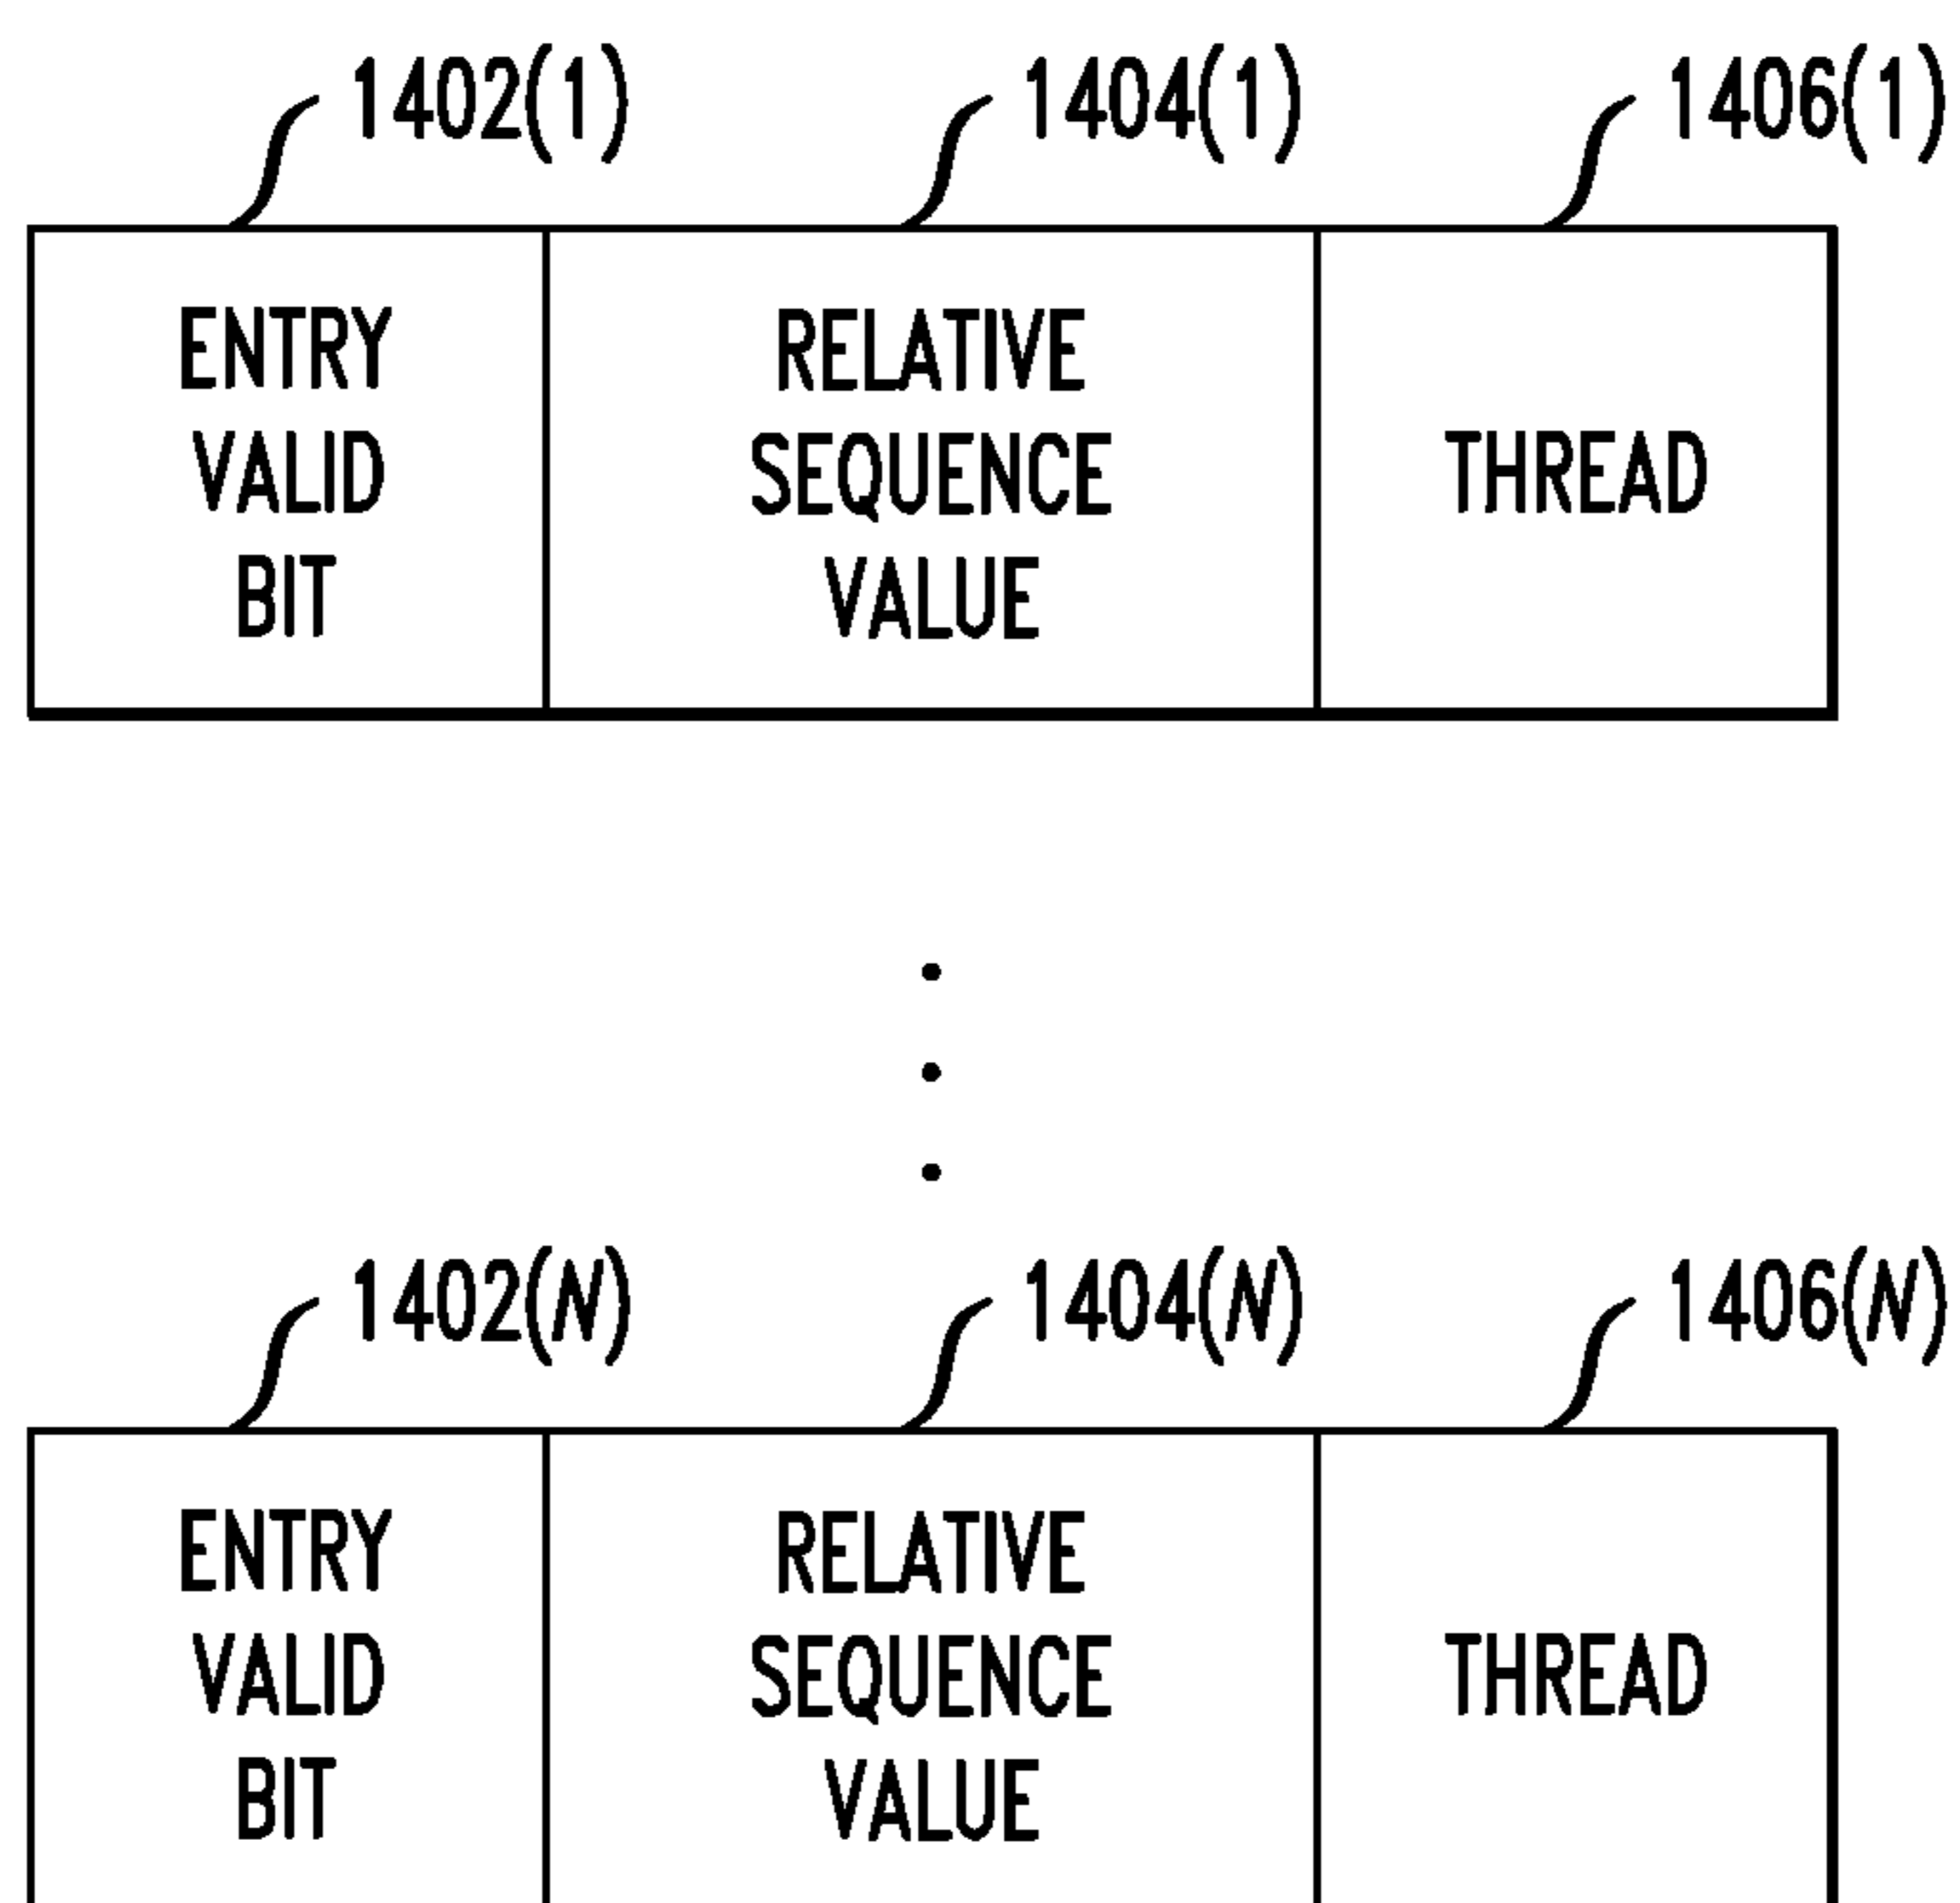 1402(1) 1404(1) 1406(1)
ENTRY VALID BIT
RELATIVE SEQUENCE VALUE
THREAD
1402(N) 1404(N) 1406(N)
ENTRY VALID BIT
RELATIVE SEQUENCE VALUE
THREAD